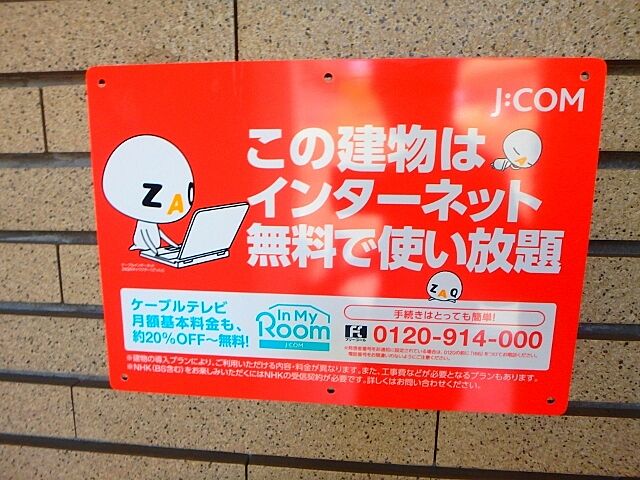 J:COM
この建物は
インターネット
無料で使い放題
ZAQ
ZAQ
ケーブルテレビ
月額基本料金も、
約20%OFF～無料!
In My
Room
J:COM
手続きはとっても簡単!
フリーコール 0120-914-000
※建物の導入プランにより、ご利用いただける内容・料金が異なります。また、工事費などが必要となるプランもあります。
※NHK(BS含む)をお楽しみいただくにはNHKの受信契約が必要です。詳しくはお問い合わせください。